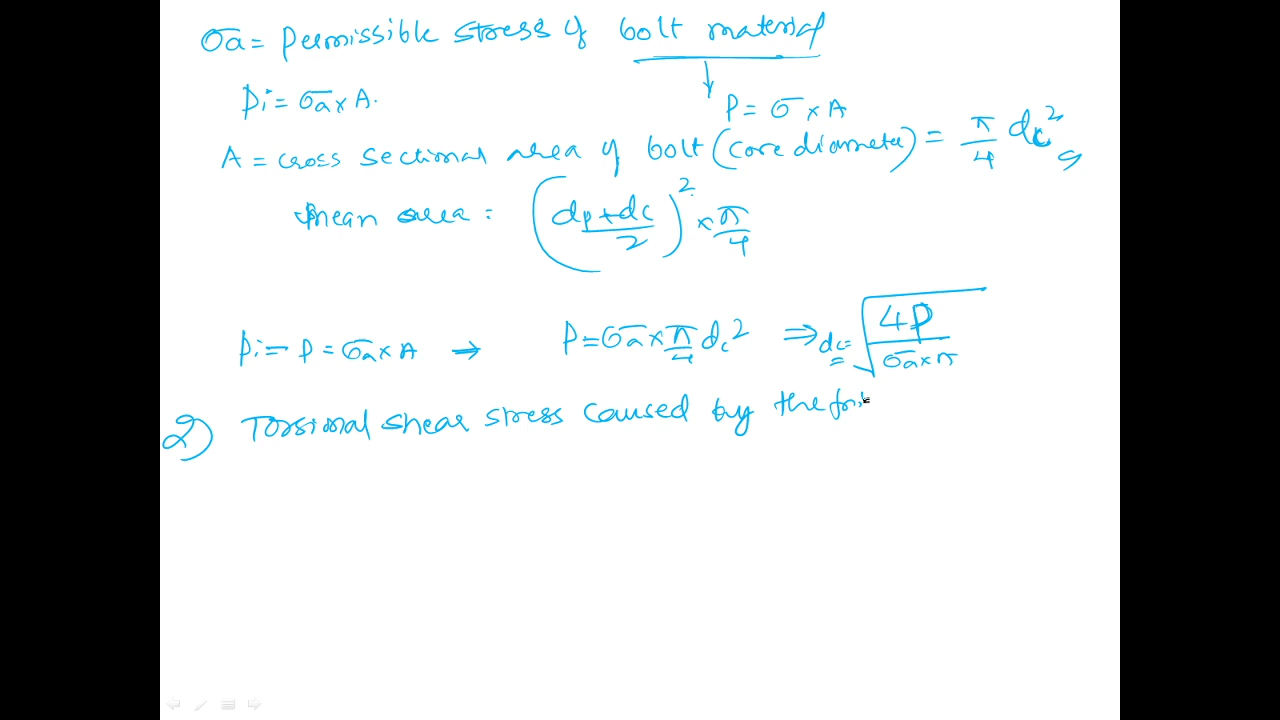 σa = Permissible stress of bolt material
Pi = σa × A.
P = σ × A
A = cross sectional area of bolt (core diameter) = π/4 dc²
mean area = ((dp + dc)/2)² × π/4
Pi = P = σa × A → P = σa × π/4 dc² ⇒ dc = √(4P/(σa × π))
2) Torsional shear stress caused by the fri